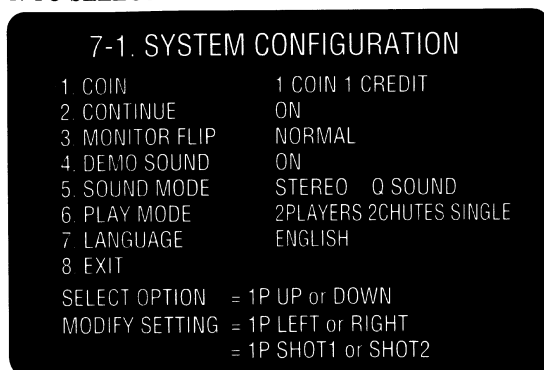 7-1. SYSTEM CONFIGURATION
1. COIN 1 COIN 1 CREDIT
2. CONTINUE ON
3. MONITOR FLIP NORMAL
4. DEMO SOUND ON
5. SOUND MODE STEREO Q SOUND
6. PLAY MODE 2PLAYERS 2CHUTES SINGLE
7. LANGUAGE ENGLISH
8. EXIT
SELECT OPTION = 1P UP or DOWN
MODIFY SETTING = 1P LEFT or RIGHT
= 1P SHOT1 or SHOT2